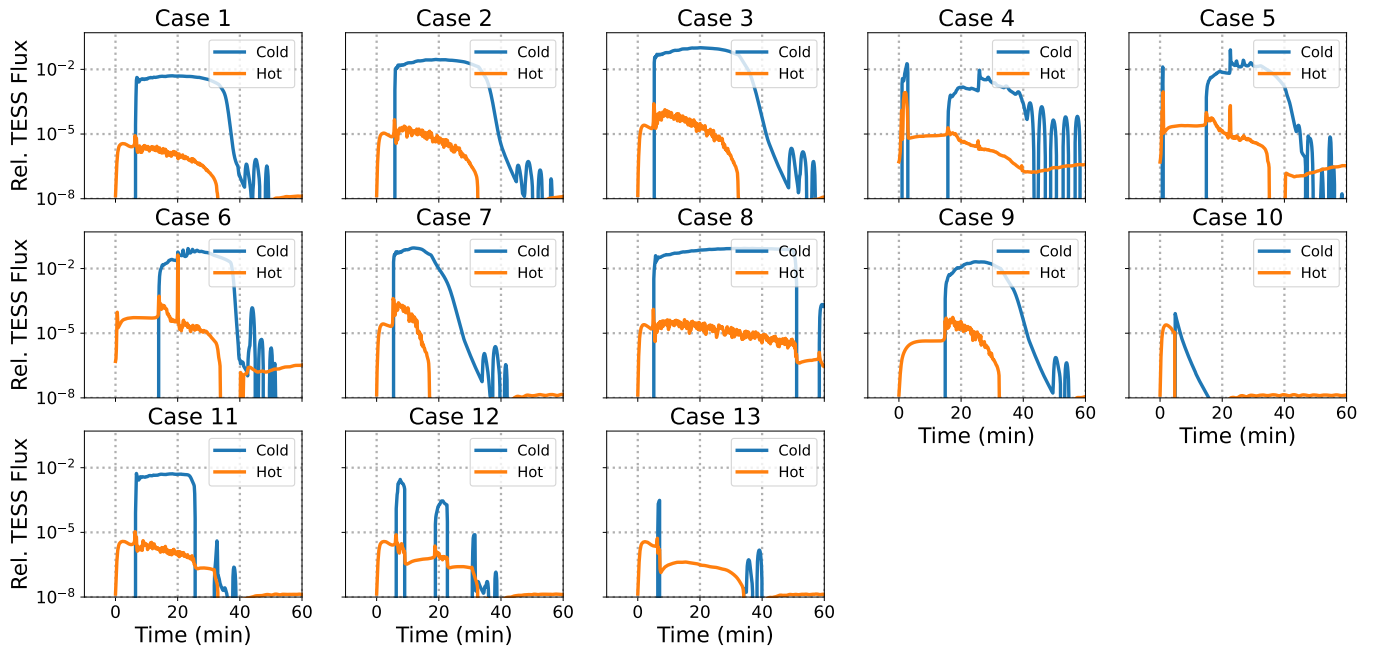 Case 1 Case 2 Case 3 Case 4 Case 5
Rel. TESS Flux
10⁻²
10⁻⁵
10⁻⁸
Cold
Hot
Cold
Hot
Cold
Hot
Cold
Hot
Cold
Hot
Case 6 Case 7 Case 8 Case 9 Case 10
Rel. TESS Flux
10⁻²
10⁻⁵
10⁻⁸
Cold
Hot
Cold
Hot
Cold
Hot
Cold
Hot
Cold
Hot
0 20 40 60
Time (min)
0 20 40 60
Time (min)
Case 11 Case 12 Case 13
Rel. TESS Flux
10⁻²
10⁻⁵
10⁻⁸
Cold
Hot
Cold
Hot
Cold
Hot
0 20 40 60
Time (min)
0 20 40 60
Time (min)
0 20 40 60
Time (min)